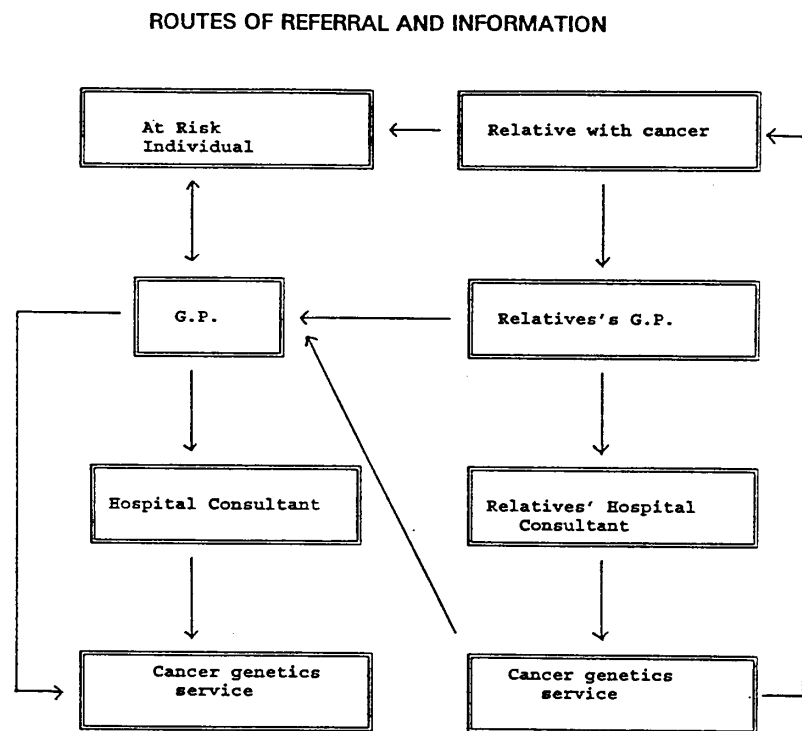 ROUTES OF REFERRAL AND INFORMATION
At Risk
Individual
Relative with cancer
G.P.
Relatives's G.P.
Hospital Consultant
Relatives' Hospital
Consultant
Cancer genetics
service
Cancer genetics
service